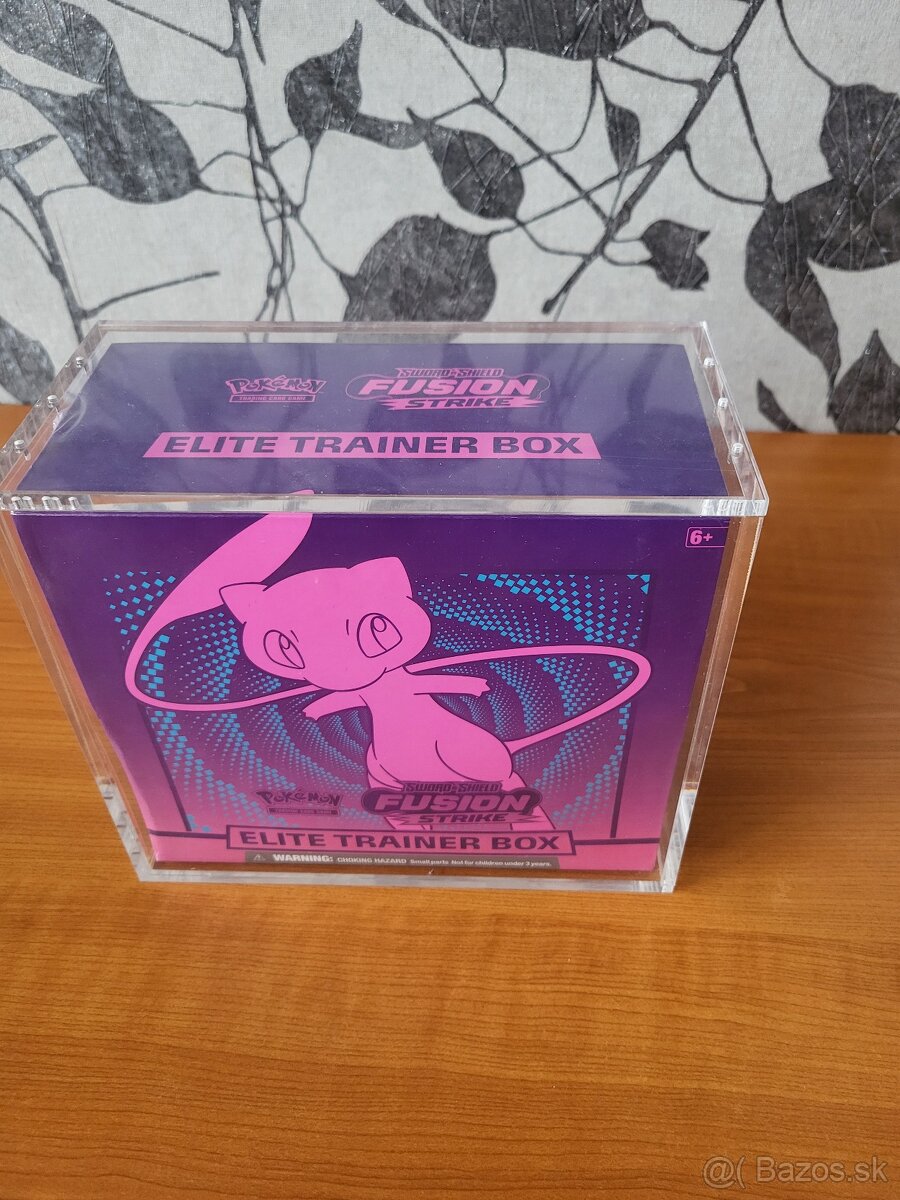 POKéMON
TRADING CARD GAME
SWORD & SHIELD
FUSION
STRIKE
ELITE TRAINER BOX
6+
POKéMON
TRADING CARD GAME
SWORD & SHIELD
FUSION
STRIKE
ELITE TRAINER BOX
WARNING: CHOKING HAZARD Small parts Not for children under 3 years.
@( Bazos.sk